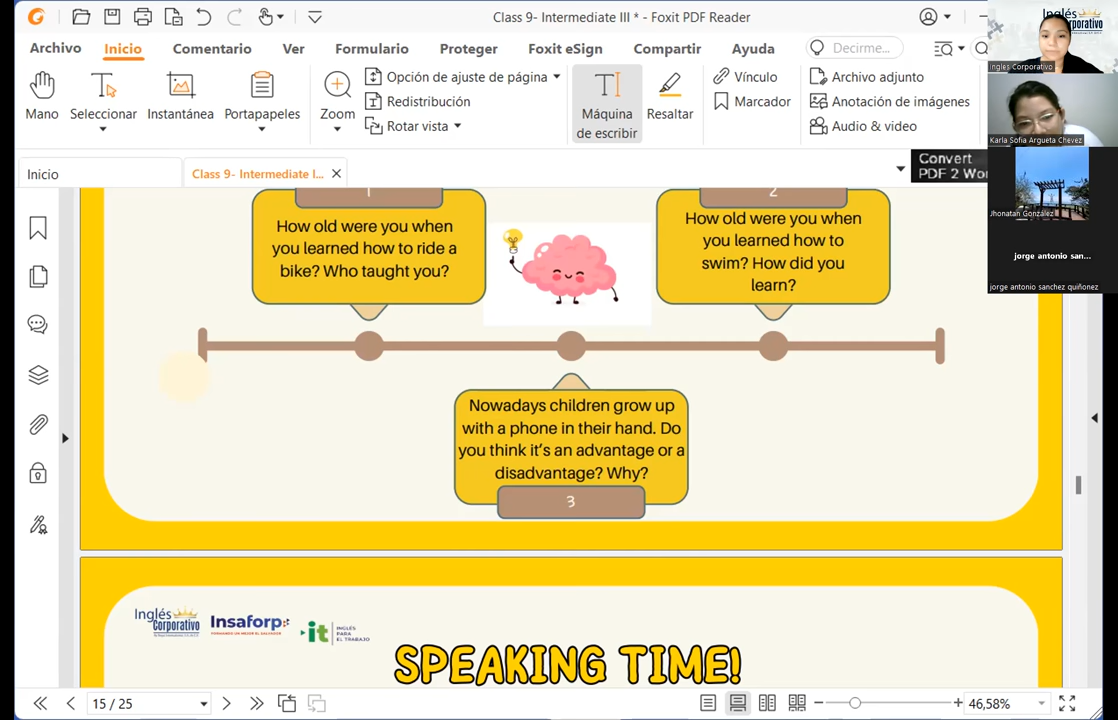 Class 9- Intermediate III * - Foxit PDF Reader
Archivo
Inicio
Comentario
Ver
Formulario
Proteger
Foxit eSign
Compartir
Ayuda
Decirme...
Mano
Seleccionar
Instantánea
Portapapeles
Zoom
Opción de ajuste de página
Redistribución
Rotar vista
Máquina
de escribir
Resaltar
Vínculo
Marcador
Archivo adjunto
Anotación de imágenes
Audio & video
Inglés
Corporativo
Ingles Corporativo
Karla Sofia Argueta Chevez
Jhonatan González
jorge antonio san...
jorge antonio sanchez quiñonez
Inicio
Class 9- Intermediate I...
Convert
PDF 2 Wor
1
How old were you when
you learned how to ride a
bike? Who taught you?
2
How old were you when
you learned how to
swim? How did you
learn?
Nowadays children grow up
with a phone in their hand. Do
you think it's an advantage or a
disadvantage? Why?
3
Inglés
Corporativo
Insaforp
it
INGLÉS
PARA
EL TRABAJO
SPEAKING TIME!
15 / 25
46,58%